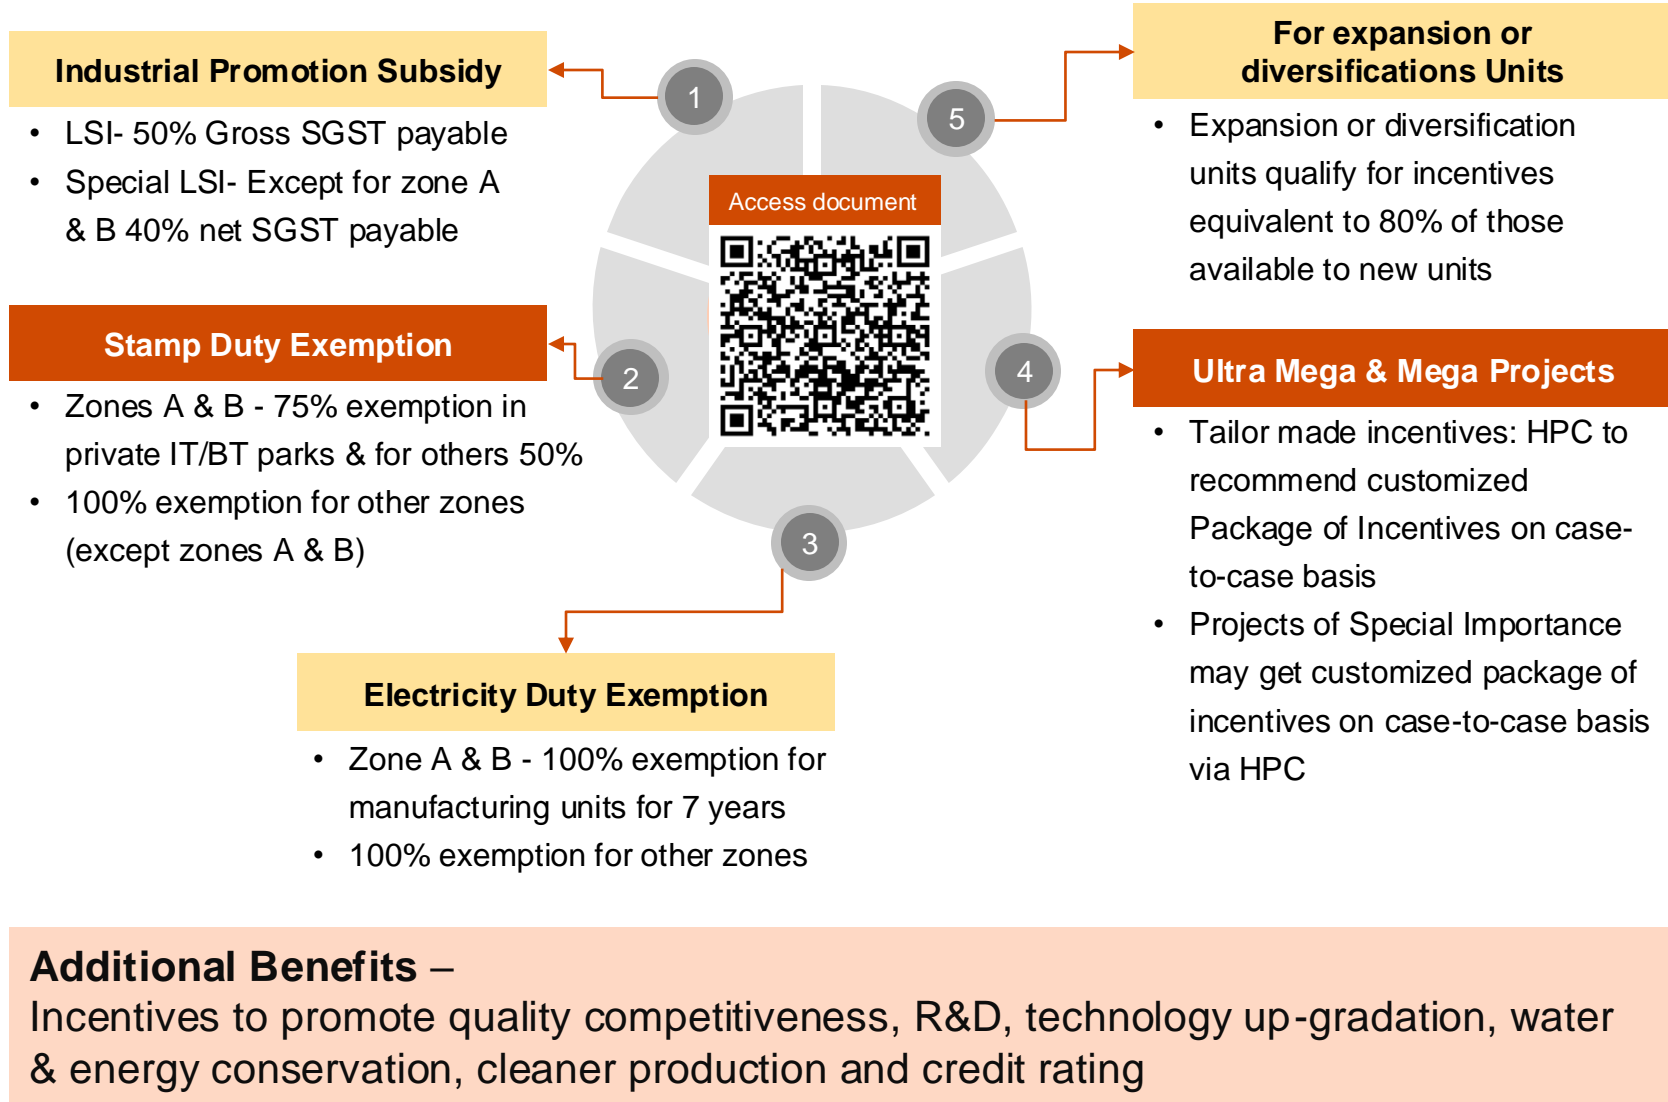 Industrial Promotion Subsidy
• LSI- 50% Gross SGST payable
• Special LSI- Except for zone A
& B 40% net SGST payable
1
Stamp Duty Exemption
• Zones A & B - 75% exemption in
private IT/BT parks & for others 50%
• 100% exemption for other zones
(except zones A & B)
2
3
Electricity Duty Exemption
• Zone A & B - 100% exemption for
manufacturing units for 7 years
• 100% exemption for other zones
Access document
4
Ultra Mega & Mega Projects
• Tailor made incentives: HPC to
recommend customized
Package of Incentives on case-
to-case basis
• Projects of Special Importance
may get customized package of
incentives on case-to-case basis
via HPC
5
For expansion or
diversifications Units
• Expansion or diversification
units qualify for incentives
equivalent to 80% of those
available to new units
Additional Benefits –
Incentives to promote quality competitiveness, R&D, technology up-gradation, water
& energy conservation, cleaner production and credit rating